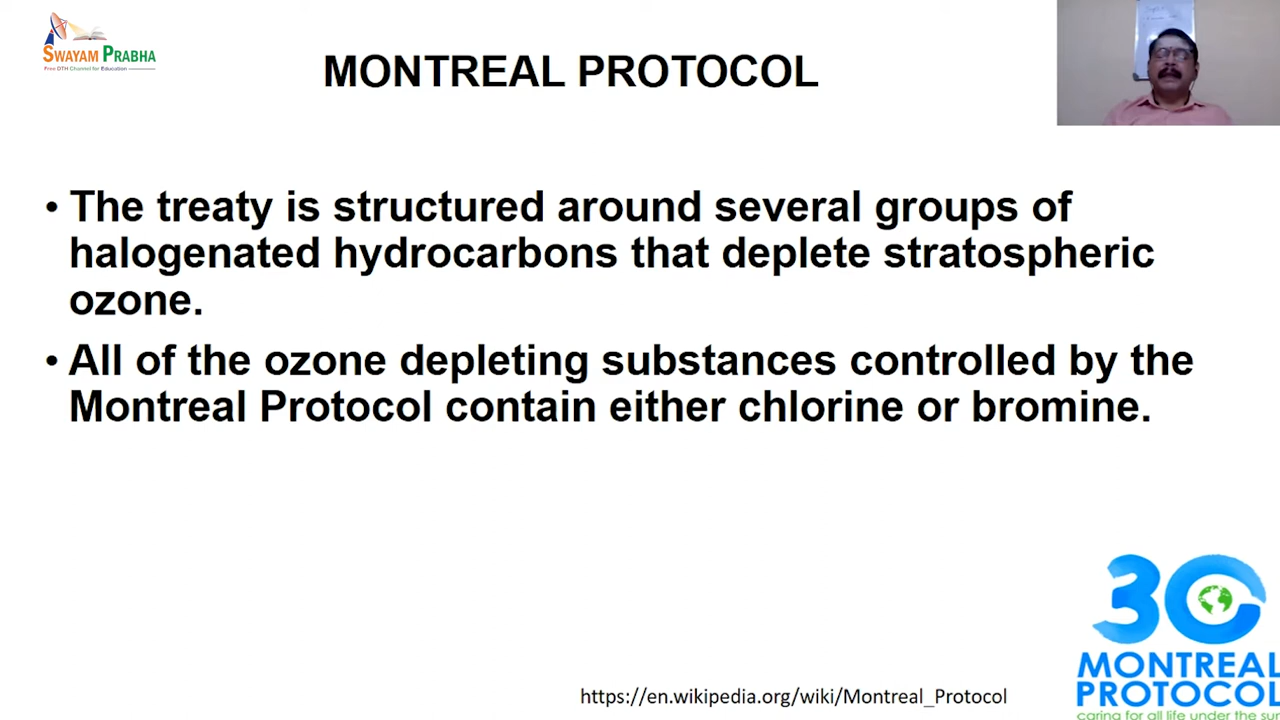 SWAYAM PRABHA
Free DTH Channel for Education
MONTREAL PROTOCOL
• The treaty is structured around several groups of
halogenated hydrocarbons that deplete stratospheric
ozone.
• All of the ozone depleting substances controlled by the
Montreal Protocol contain either chlorine or bromine.
30
MONTREAL
PROTOCOL
caring for all life under the sun
https://en.wikipedia.org/wiki/Montreal_Protocol